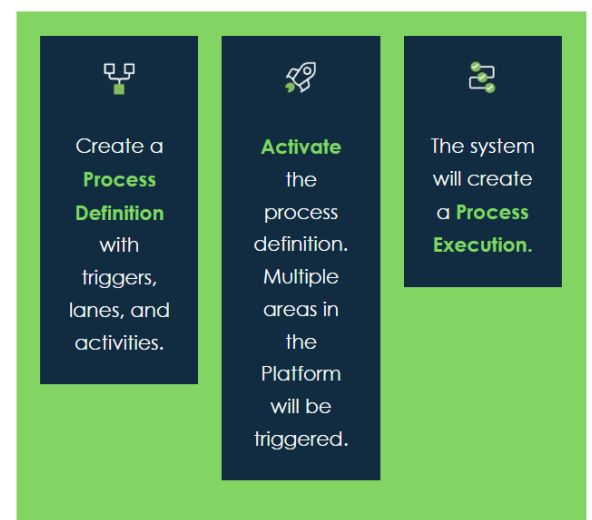 Create a
Process
Definition
with
triggers,
lanes, and
activities.
Activate
the
process
definition.
Multiple
areas in
the
Platform
will be
triggered.
The system
will create
a Process
Execution.